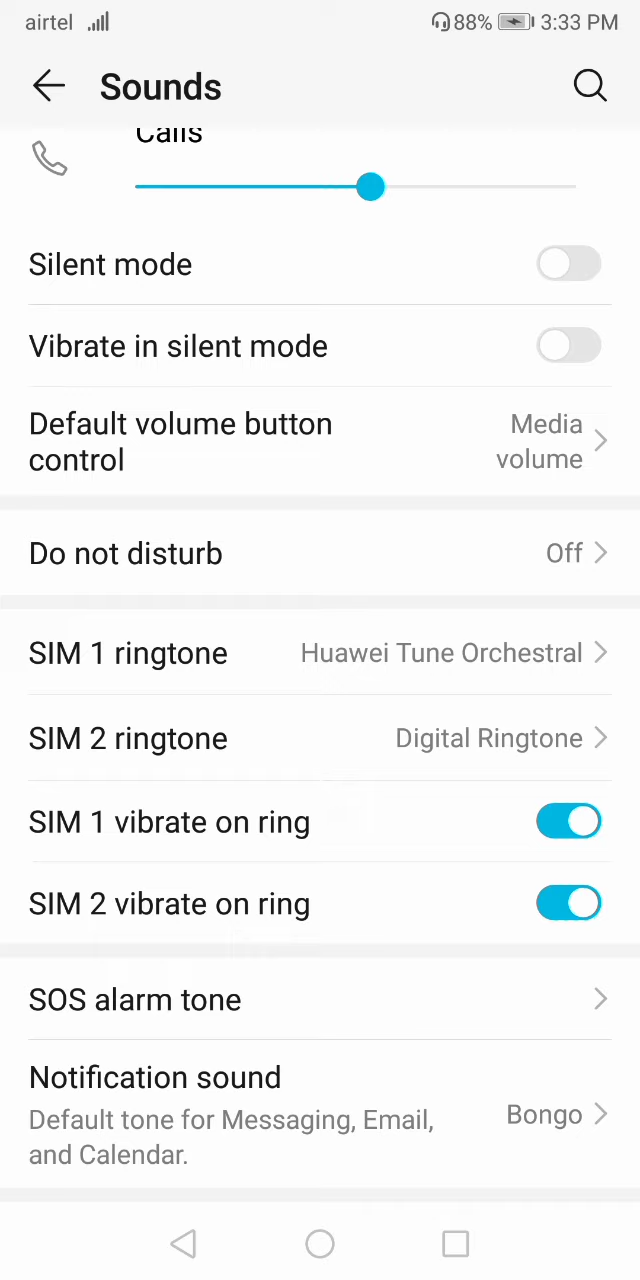 airtel 88% 3:33 PM
Sounds
Calls
Silent mode
Vibrate in silent mode
Default volume button
control
Media
volume
Do not disturb Off
SIM 1 ringtone Huawei Tune Orchestral
SIM 2 ringtone Digital Ringtone
SIM 1 vibrate on ring
SIM 2 vibrate on ring
SOS alarm tone
Notification sound
Default tone for Messaging, Email,
and Calendar.
Bongo